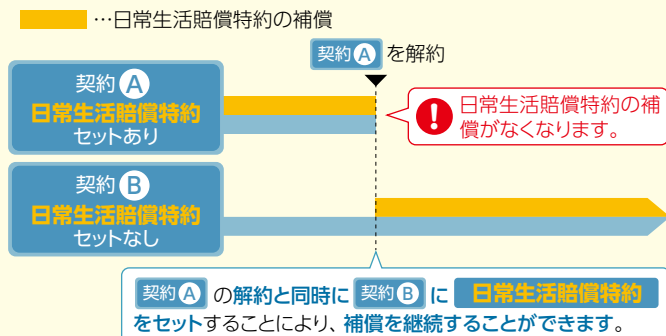 …日常生活賠償特約の補償
契約Ⓐを解約
契約Ⓐ
日常生活賠償特約
セットあり
! 日常生活賠償特約の補
償がなくなります。
契約Ⓑ
日常生活賠償特約
セットなし
契約Ⓐの解約と同時に契約Ⓑに日常生活賠償特約
をセットすることにより、補償を継続することができます。